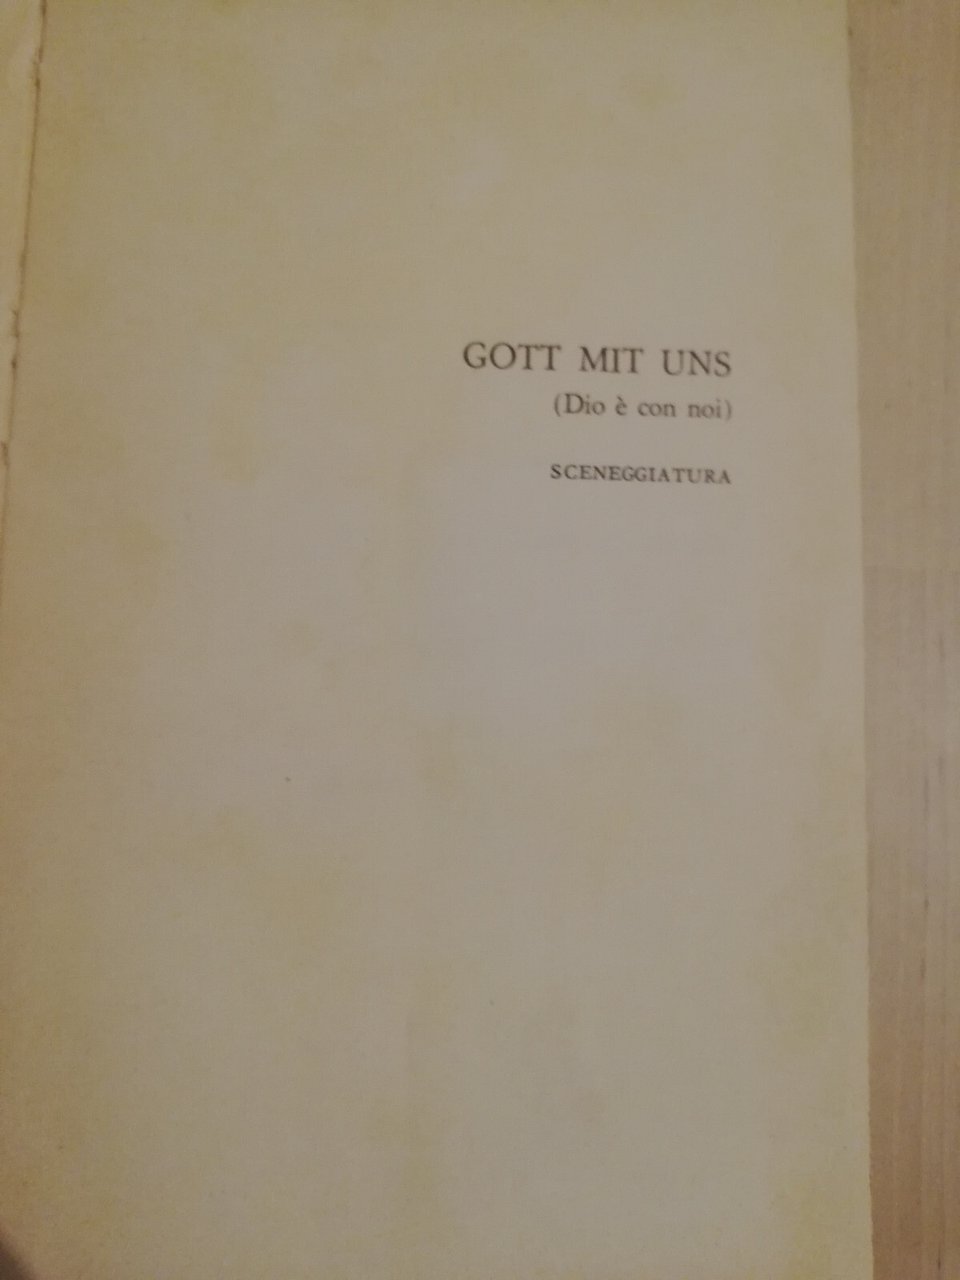 GOTT MIT UNS
(Dio è con noi)
SCENEGGIATURA